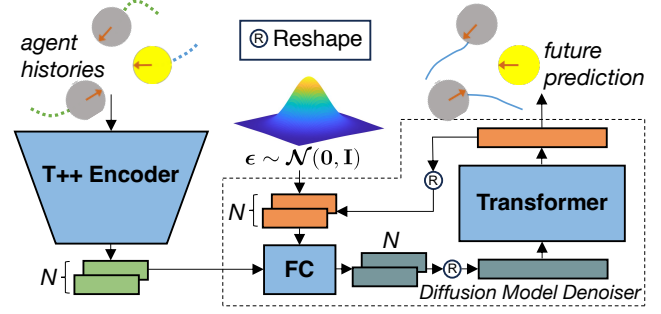 agent
histories
Ⓡ Reshape
future
prediction
ϵ ∼ 𝒩(0, I)
T++ Encoder
Ⓡ
Transformer
N
N
FC
N
Ⓡ
Diffusion Model Denoiser